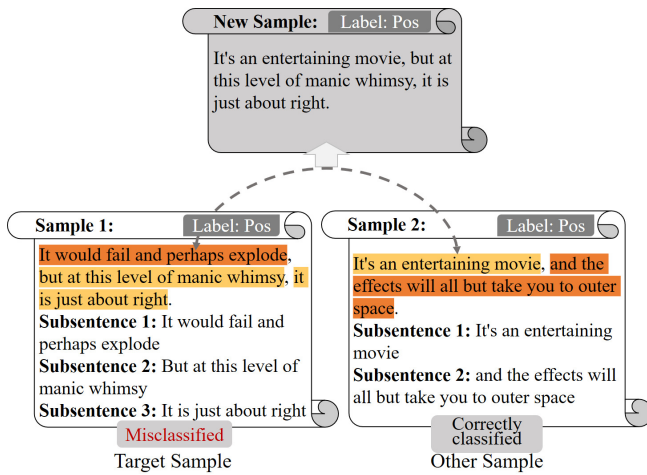 New Sample: Label: Pos
It's an entertaining movie, but at
this level of manic whimsy, it is
just about right.
Sample 1: Label: Pos
It would fail and perhaps explode,
but at this level of manic whimsy, it
is just about right.
Subsentence 1: It would fail and
perhaps explode
Subsentence 2: But at this level of
manic whimsy
Subsentence 3: It is just about right
Misclassified
Target Sample
Sample 2: Label: Pos
It's an entertaining movie, and the
effects will all but take you to outer
space.
Subsentence 1: It's an entertaining
movie
Subsentence 2: and the effects will
all but take you to outer space
Correctly
classified
Other Sample